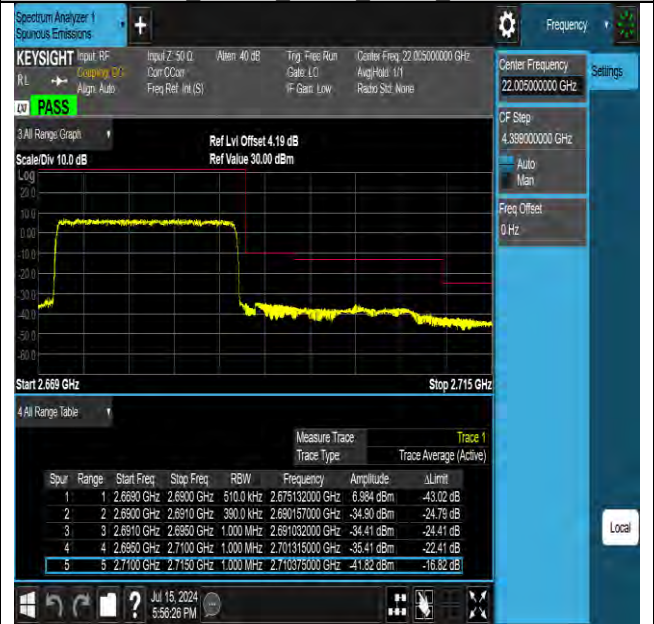 Spectrum Analyzer 1
Spurious Emissions
+
Frequency
KEYSIGHT Input: RF Input Z: 50 Ω Atten: 40 dB Trig: Free Run Center Freq: 22.005000000 GHz
RL Coupling: DC Corr CCorr Gate: LO Avg|Hold: 1/1
Align: Auto Freq Ref: Int (S) IF Gain: Low Radio Std: None
LXI PASS
3 All Range Graph
Ref Lvl Offset 4.19 dB
Scale/Div 10.0 dB Ref Value 30.00 dBm
Log
20.0
10.0
0.00
-10.0
-20.0
-30.0
-40.0
-50.0
-60.0
Start 2.669 GHz Stop 2.715 GHz
4 All Range Table
Measure Trace Trace 1
Trace Type Trace Average (Active)
Spur Range Start Freq Stop Freq RBW Frequency Amplitude ΔLimit
1 1 2.6690 GHz 2.6900 GHz 510.0 kHz 2.675132000 GHz 6.984 dBm -43.02 dB
2 2 2.6900 GHz 2.6910 GHz 390.0 kHz 2.690157000 GHz -34.90 dBm -24.79 dB
3 3 2.6910 GHz 2.6950 GHz 1.000 MHz 2.691032000 GHz -34.41 dBm -24.41 dB
4 4 2.6950 GHz 2.7100 GHz 1.000 MHz 2.701315000 GHz -35.41 dBm -22.41 dB
5 5 2.7100 GHz 2.7150 GHz 1.000 MHz 2.710375000 GHz -41.82 dBm -16.82 dB
Center Frequency
22.005000000 GHz
Settings
CF Step
4.399000000 GHz
Auto
Man
Freq Offset
0 Hz
Local
?
Jul 15, 2024
5:56:26 PM